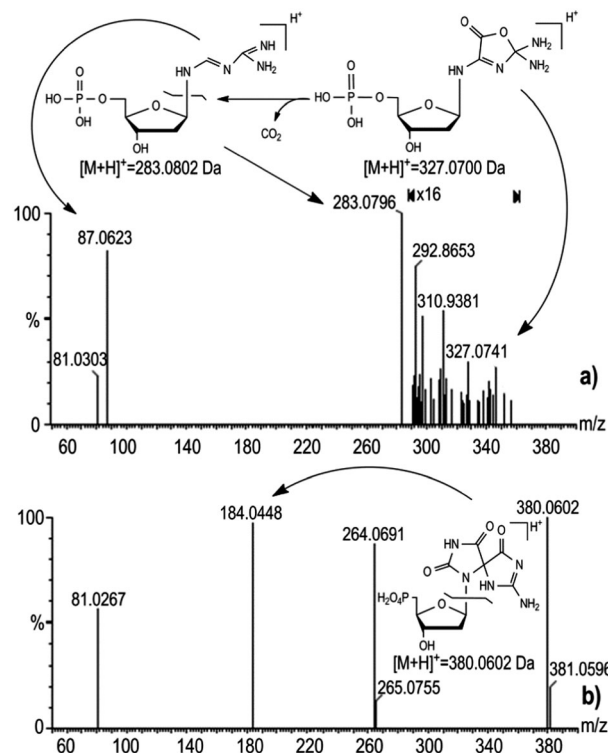 H+
NH
HN
N
NH2
O
HO
P
O
OH
O
OH
[M+H]+=283.0802 Da
CO2
H+
O
O
NH2
N
NH2
HN
O
HO
P
O
OH
O
OH
[M+H]+=327.0700 Da
x16
100
%
0
87.0623
81.0303
283.0796
292.8653
310.9381
327.0741
a)
60 100 140 180 220 260 300 340 380 m/z
100
%
0
81.0267
184.0448
264.0691
265.0755
380.0602
381.0596
H+
O
O
HN
N
O
N
HN
NH2
H2O4P
O
OH
[M+H]+=380.0602 Da
b)
60 100 140 180 220 260 300 340 380 m/z